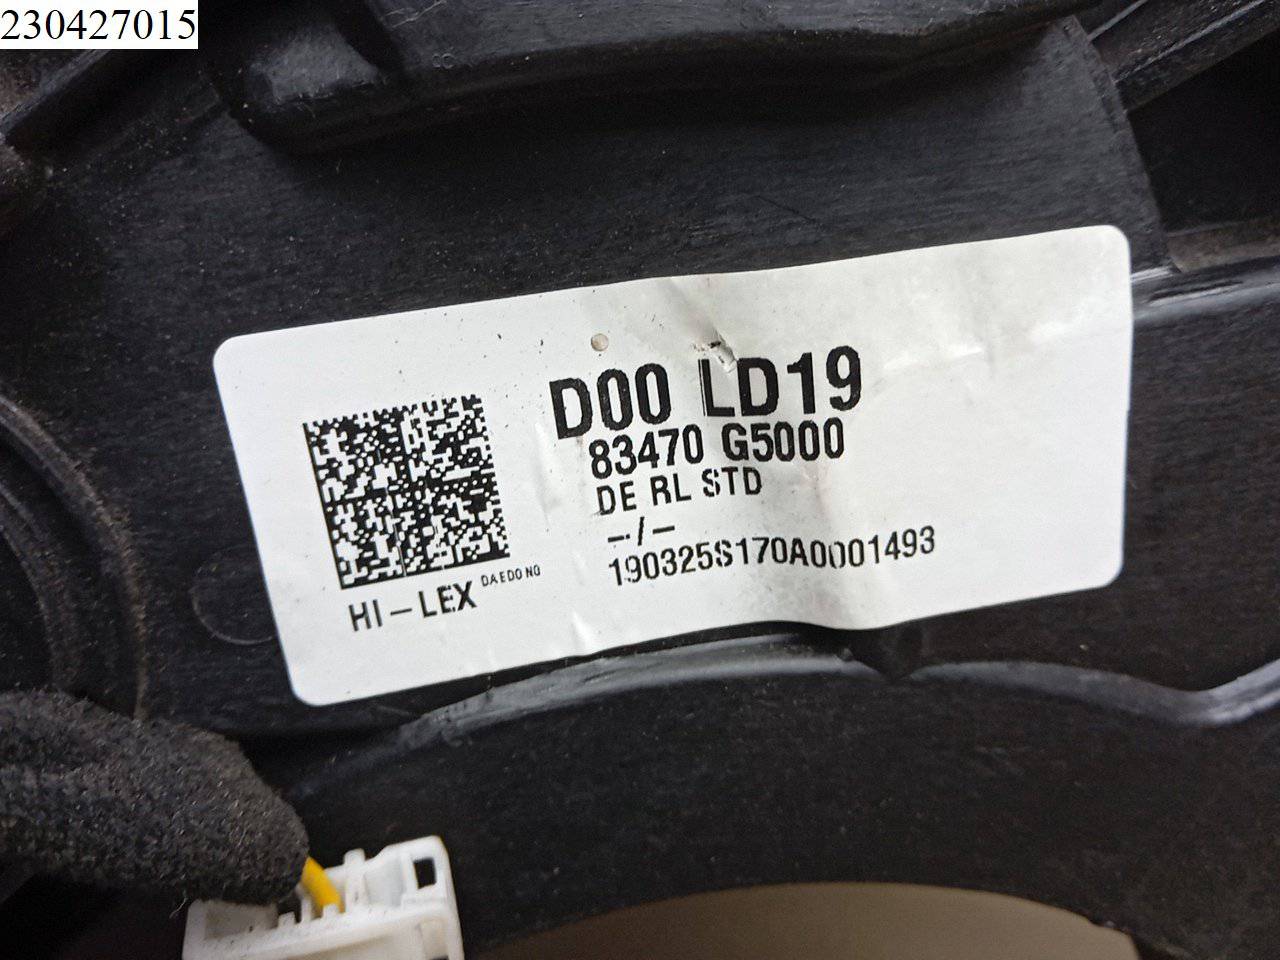 230427015
D00 LD19
83470 G5000
DE RL STD
-/-
190325S170A0001493
HI-LEX DAEDONG